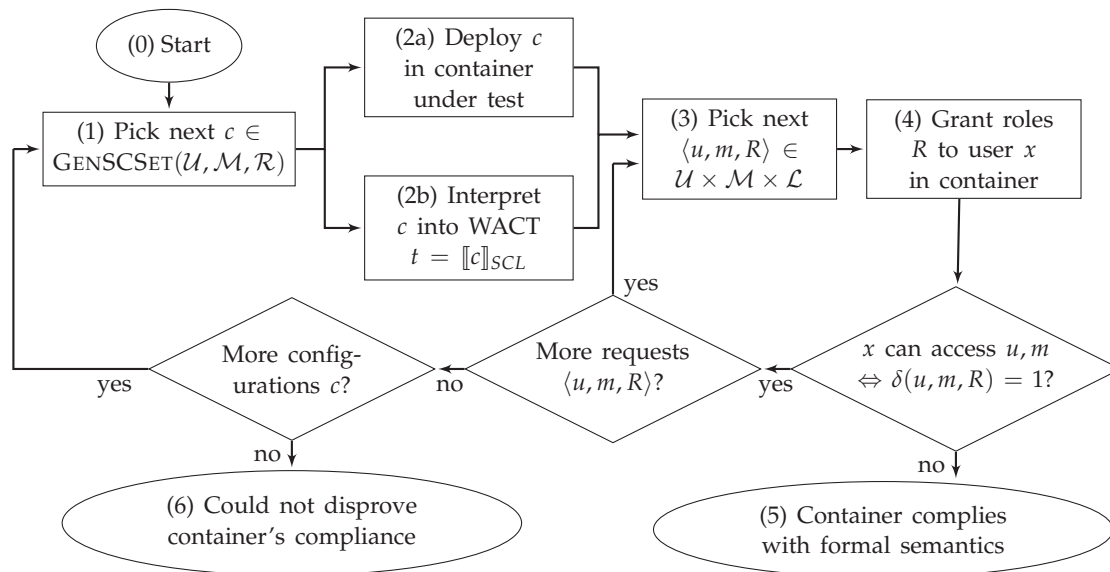 (0) Start
(1) Pick next c ∈
GENSCSET(𝒰, ℳ, ℛ)
(2a) Deploy c
in container
under test
(2b) Interpret
c into WACT
t = ⟦c⟧SCL
(3) Pick next
⟨u, m, R⟩ ∈
𝒰 × ℳ × ℒ
(4) Grant roles
R to user x
in container
x can access u, m
⇔ δ(u, m, R) = 1?
yes
no
More requests
⟨u, m, R⟩?
yes
no
More config-
urations c?
yes
no
(5) Container complies
with formal semantics
(6) Could not disprove
container's compliance